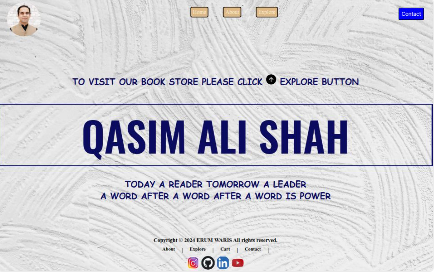 Contact
TO VISIT OUR BOOK STORE PLEASE CLICK EXPLORE BUTTON
QASIM ALI SHAH
TODAY A READER TOMORROW A LEADER
A WORD AFTER A WORD AFTER A WORD IS POWER
Copyright © 2024 ERUM WARIS All rights reserved.
About | Explore | Cart | Contact |